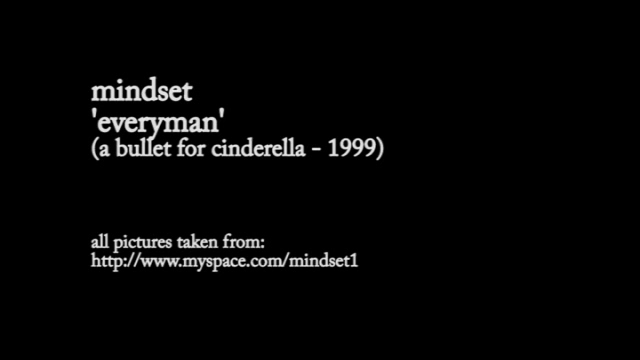 mindset
'everyman'
(a bullet for cinderella - 1999)
all pictures taken from:
http://www.myspace.com/mindset1